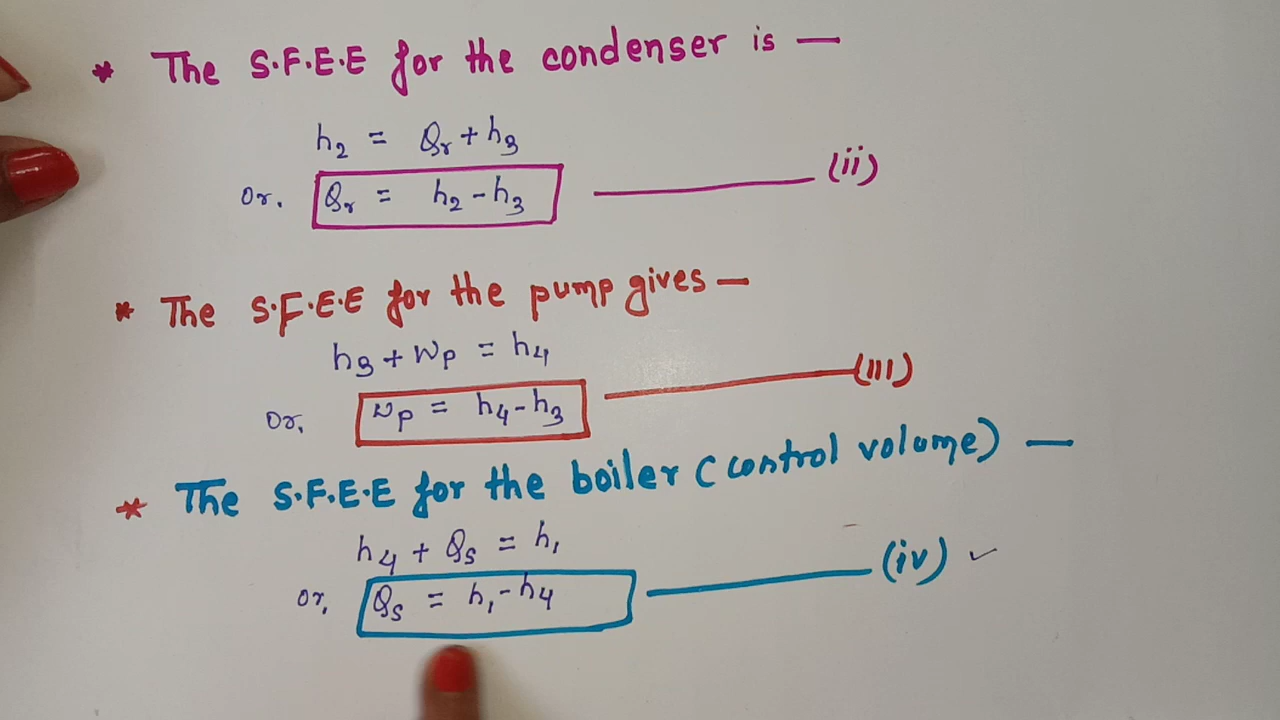 * The S.F.E.E for the condenser is —
h₂ = Qᵣ + h₃
Or, Qᵣ = h₂ - h₃ ——— (ii)
* The S.F.E.E for the pump gives —
h₃ + Wₚ = h₄
Or, Wₚ = h₄ - h₃ ——— (iii)
* The S.F.E.E for the boiler (control volume) —
h₄ + Qₛ = h₁
or, Qₛ = h₁ - h₄ ——— (iv) ✓